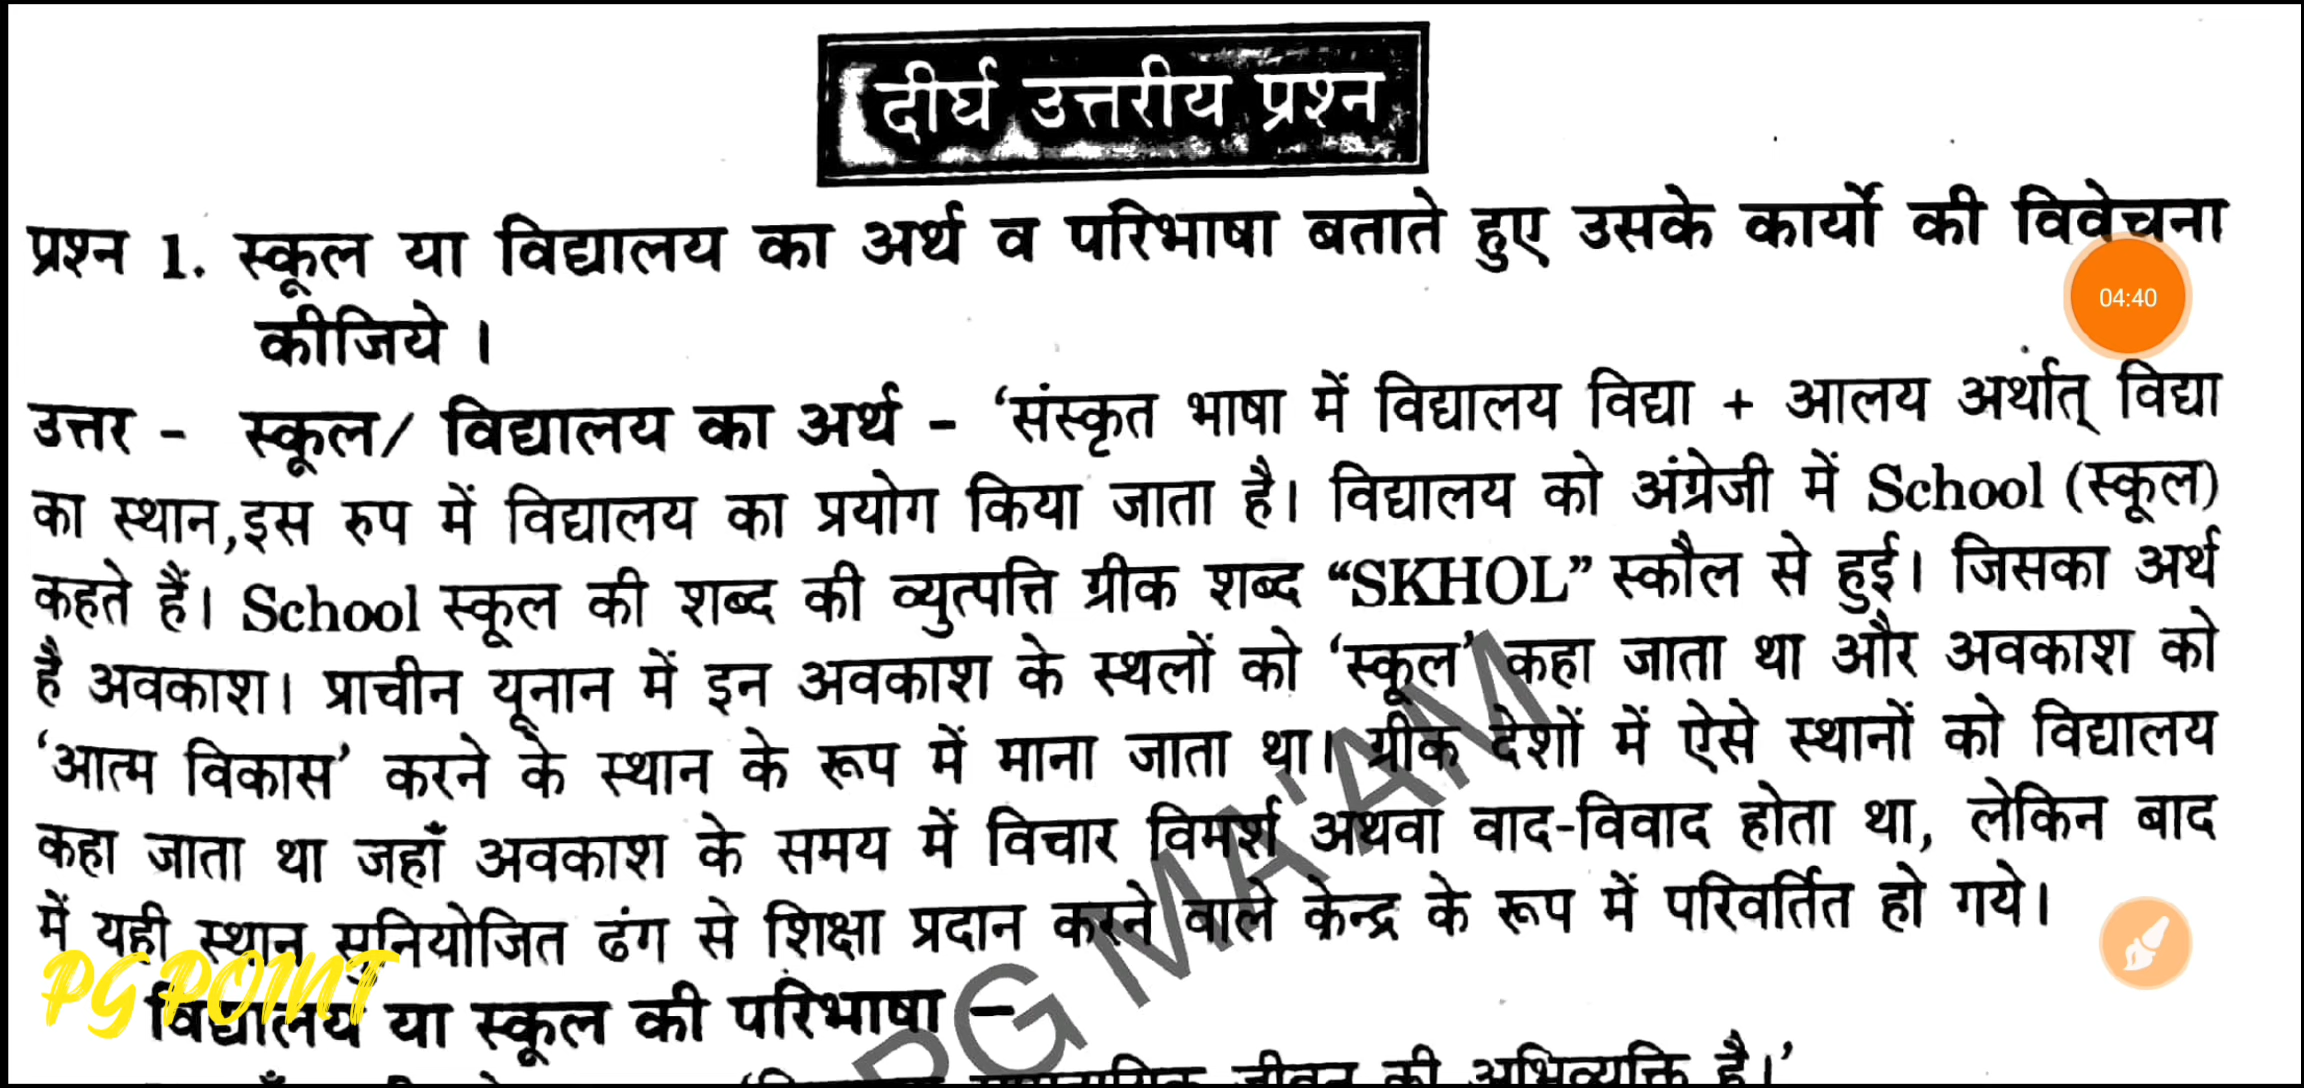 दीर्घ उत्तरीय प्रश्न
प्रश्न 1. स्कूल या विद्यालय का अर्थ व परिभाषा बताते हुए उसके कार्यो की विवेचना
04:40
कीजिये ।
उत्तर - स्कूल/ विद्यालय का अर्थ - ‘संस्कृत भाषा में विद्यालय विद्या + आलय अर्थात् विद्या
का स्थान,इस रुप में विद्यालय का प्रयोग किया जाता है। विद्यालय को अंग्रेजी में School (स्कूल)
कहते हैं। School स्कूल की शब्द की व्युत्पत्ति ग्रीक शब्द “SKHOL” स्कौल से हुई। जिसका अर्थ
है अवकाश। प्राचीन यूनान में इन अवकाश के स्थलों को ‘स्कूल’ कहा जाता था और अवकाश को
‘आत्म विकास’ करने के स्थान के रूप में माना जाता था। ग्रीक देशों में ऐसे स्थानों को विद्यालय
कहा जाता था जहाँ अवकाश के समय में विचार विमर्श अथवा वाद-विवाद होता था, लेकिन बाद
में यही स्थान सुनियोजित ढंग से शिक्षा प्रदान करने वाले केन्द्र के रूप में परिवर्तित हो गये।
PG POINT
विद्यालय या स्कूल की परिभाषा –
PG MA'AM
जीवन की अभिव्यक्ति है।’